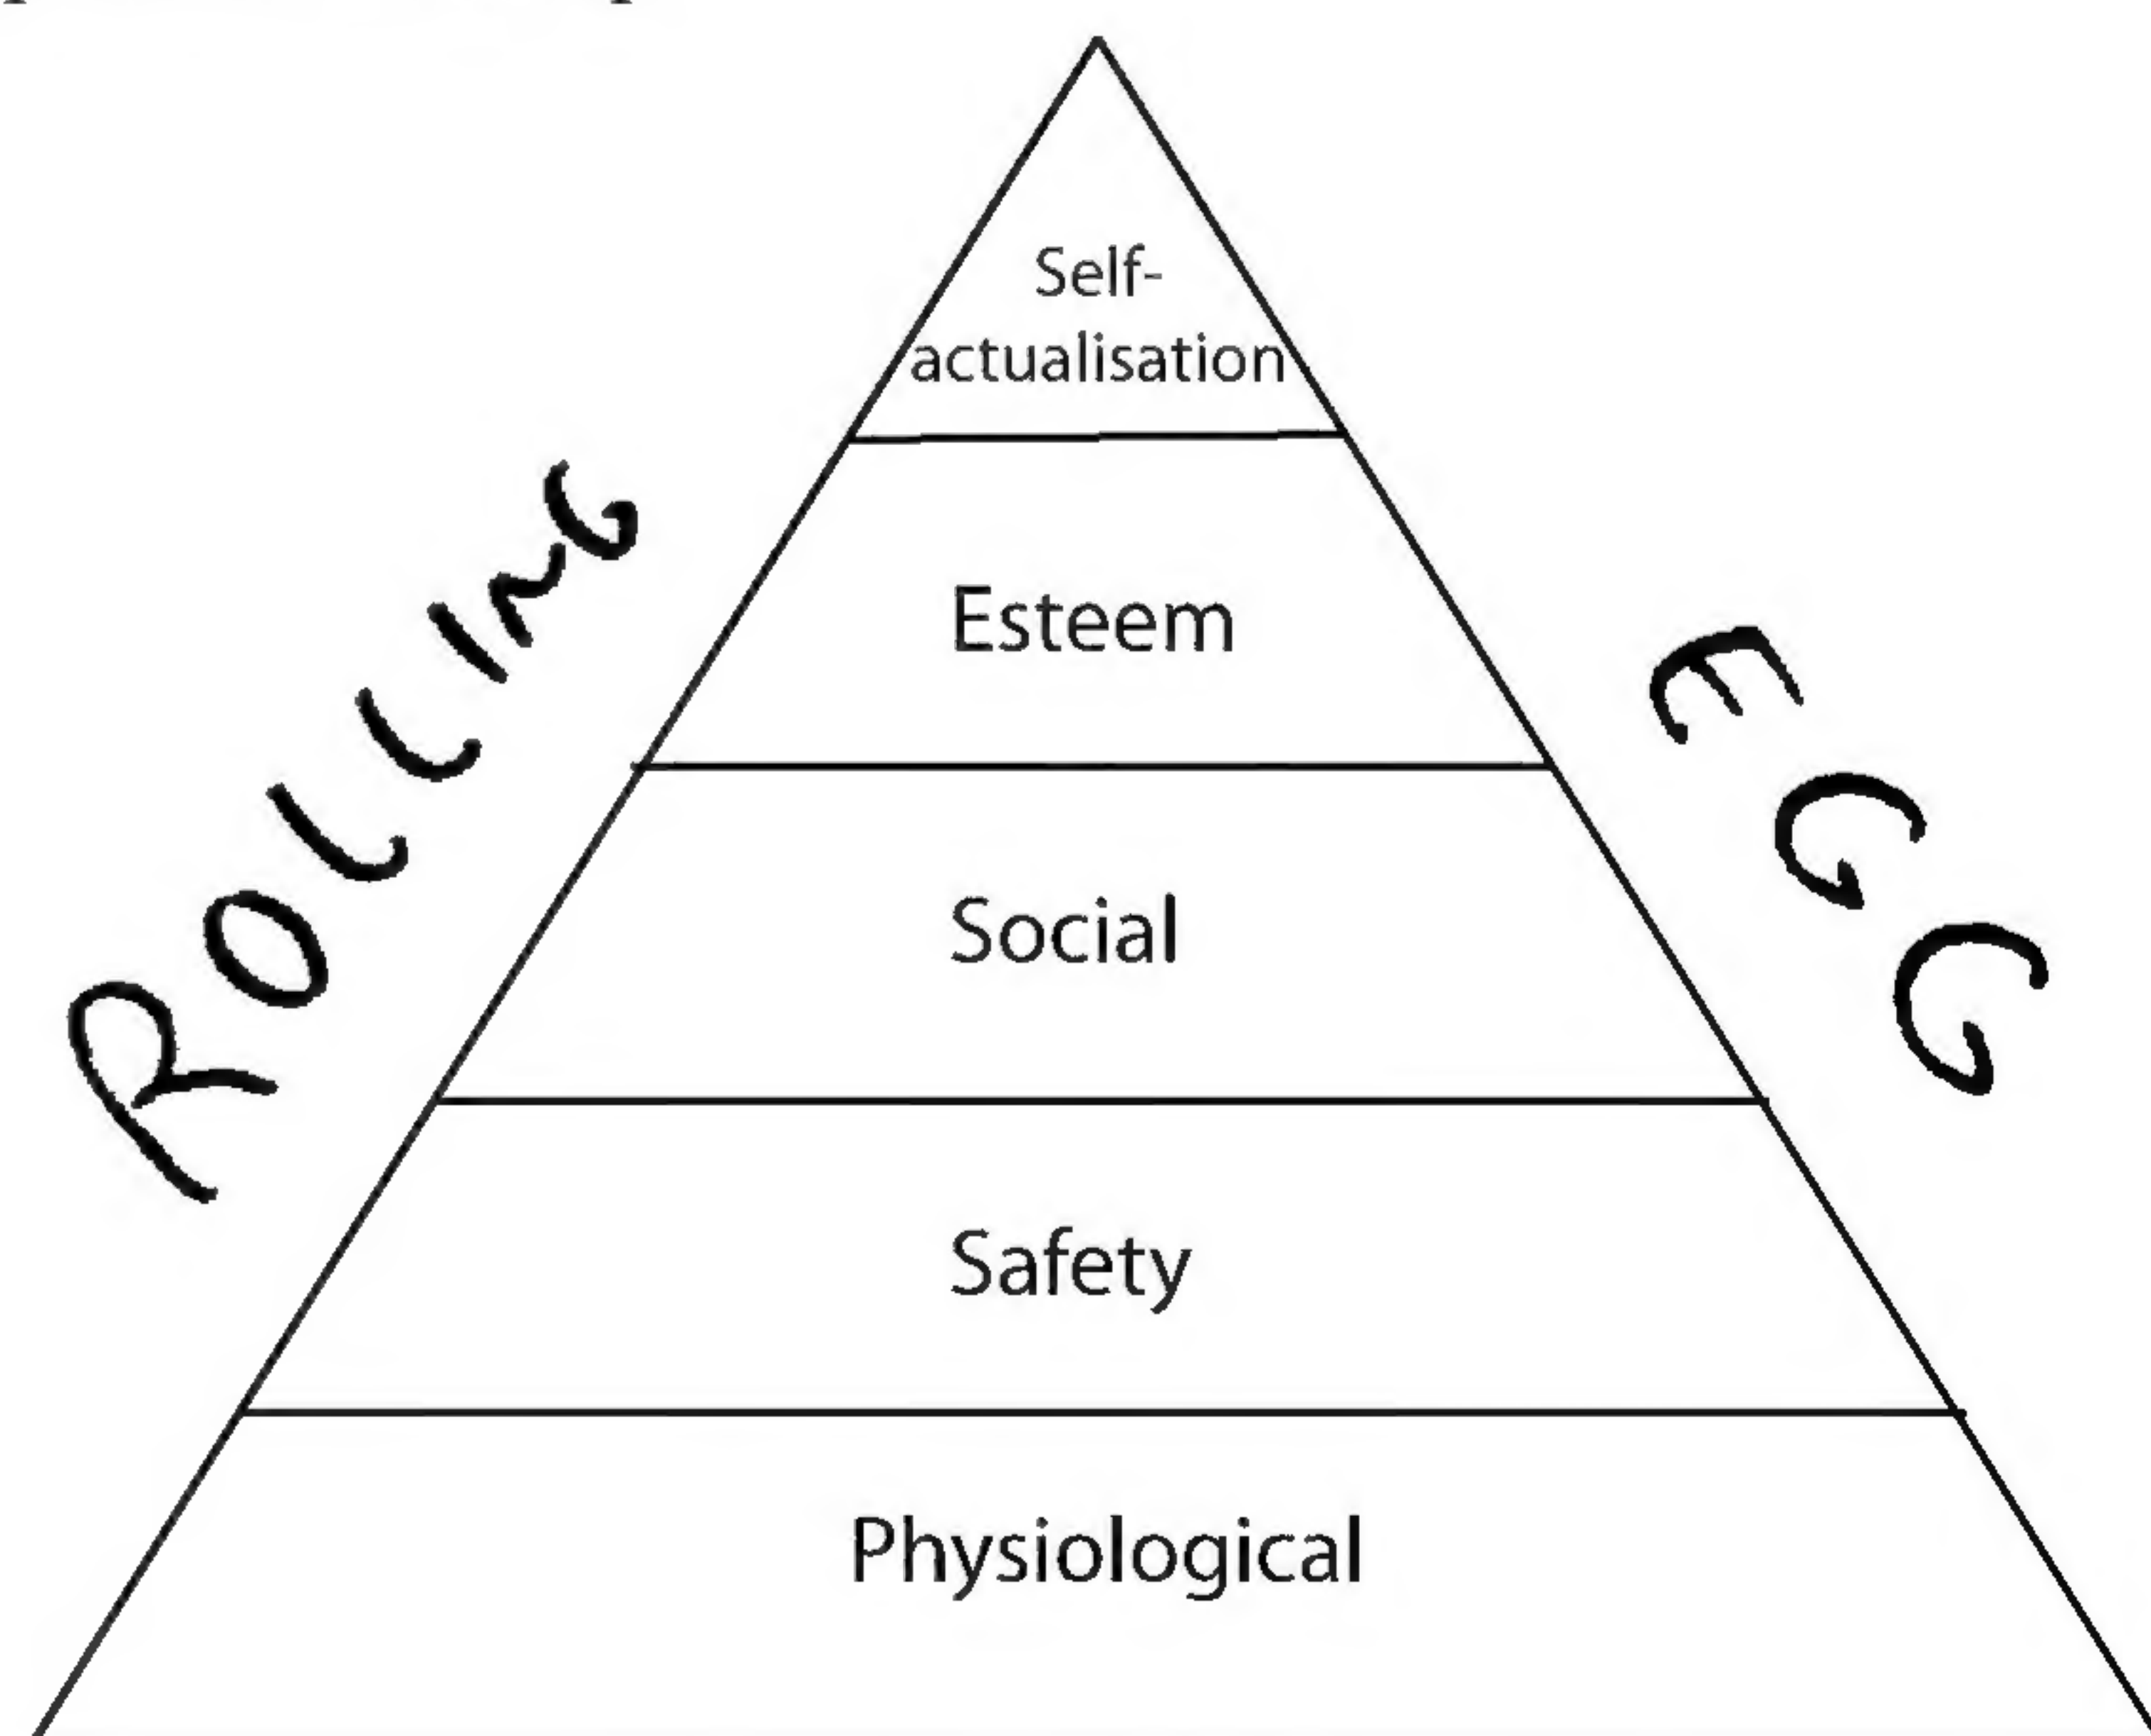 Self-
actualisation
ROLLING
Esteem
EGG
Social
Safety
Physiological